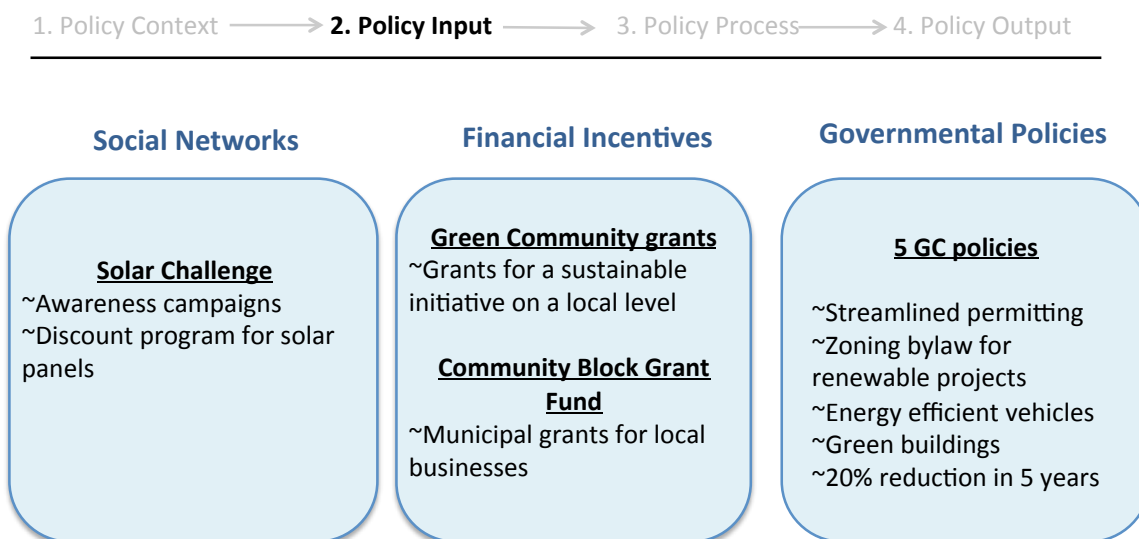 1. Policy Context 2. Policy Input 3. Policy Process 4. Policy Output
Social Networks
Solar Challenge
~Awareness campaigns
~Discount program for solar
panels
Financial Incentives
Green Community grants
~Grants for a sustainable
initiative on a local level
Community Block Grant
Fund
~Municipal grants for local
businesses
Governmental Policies
5 GC policies
~Streamlined permitting
~Zoning bylaw for
renewable projects
~Energy efficient vehicles
~Green buildings
~20% reduction in 5 years